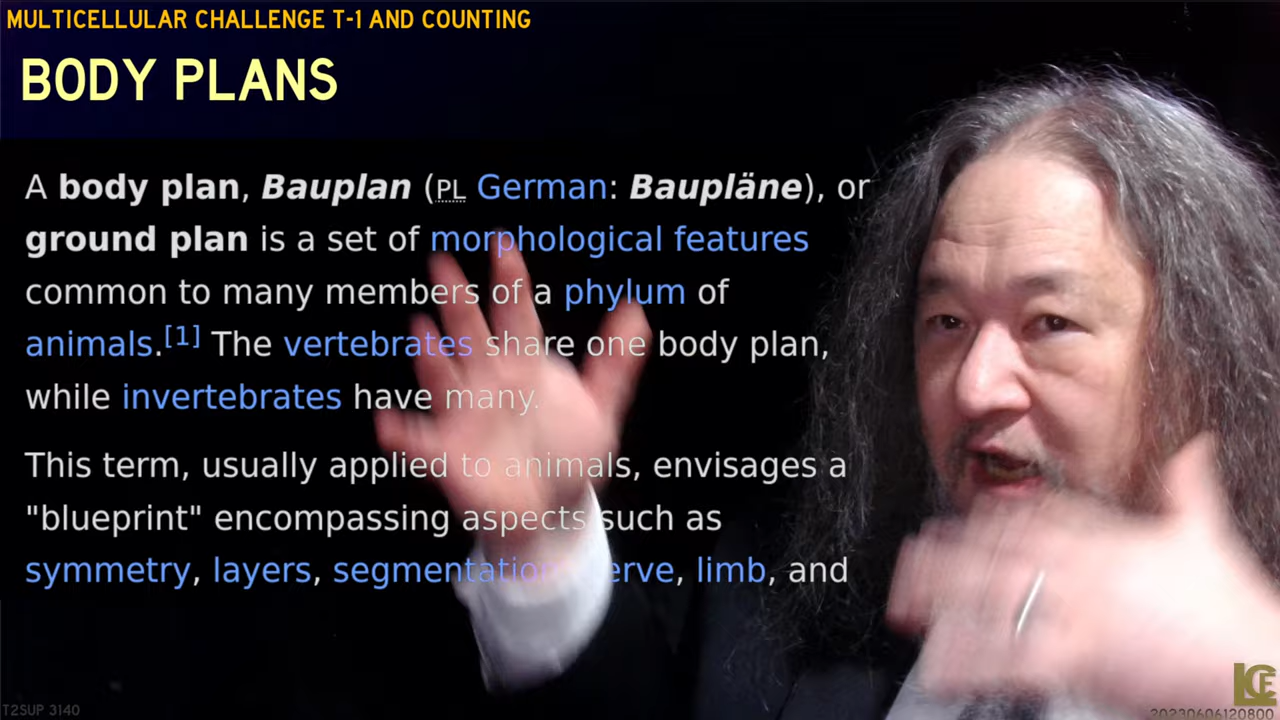 MULTICELLULAR CHALLENGE T-1 AND COUNTING
BODY PLANS
A body plan, Bauplan (PL German: Baupläne), or
ground plan is a set of morphological features
common to many members of a phylum of
animals.[1] The vertebrates share one body plan,
while invertebrates have many.
This term, usually applied to animals, envisages a
"blueprint" encompassing aspects such as
symmetry, layers, segmentation, nerve, limb, and
T2SUP 3140
20230606120800